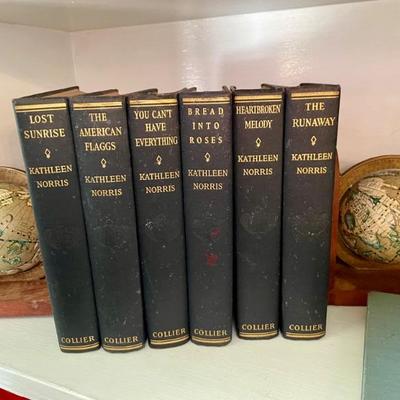 LOST
SUNRISE
KATHLEEN
NORRIS
COLLIER
THE
AMERICAN
FLAGGS
KATHLEEN
NORRIS
COLLIER
YOU CAN'T
HAVE
EVERYTHING
KATHLEEN
NORRIS
COLLIER
BREAD
INTO
ROSES
KATHLEEN
NORRIS
COLLIER
HEARTBROKEN
MELODY
KATHLEEN
NORRIS
COLLIER
THE
RUNAWAY
KATHLEEN
NORRIS
COLLIER